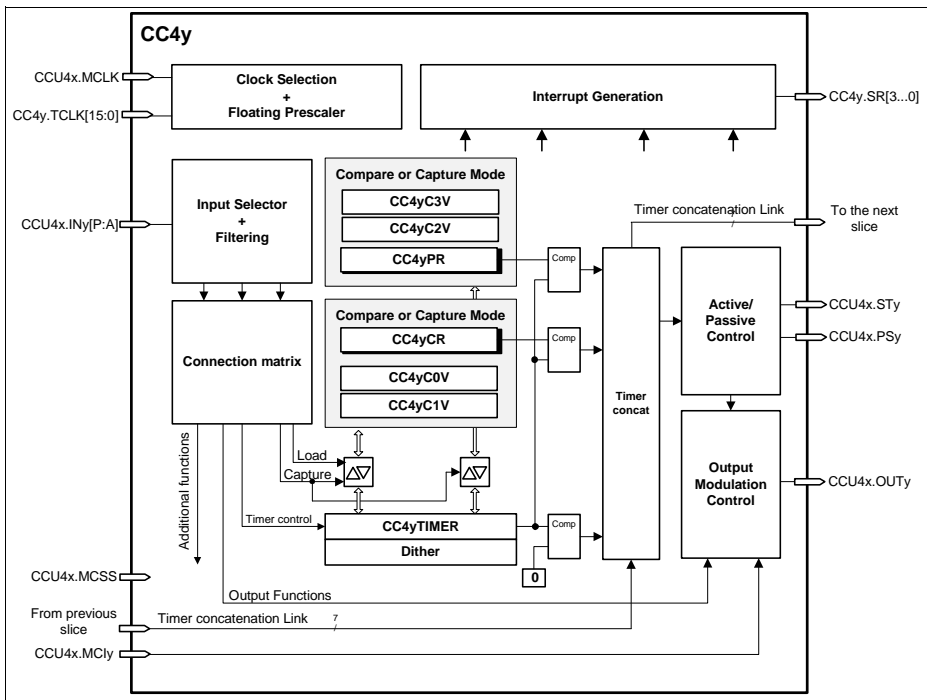 CC4y
CCU4x.MCLK
CC4y.TCLK[15:0]
Clock Selection
+
Floating Prescaler
Interrupt Generation
CC4y.SR[3...0]
CCU4x.INy[P:A]
Input Selector
+
Filtering
Compare or Capture Mode
CC4yC3V
CC4yC2V
CC4yPR
Comp
Timer concatenation Link
7
To the next
slice
Connection matrix
Compare or Capture Mode
CC4yCR
CC4yC0V
CC4yC1V
Comp
Timer
concat
Active/
Passive
Control
CCU4x.STy
CCU4x.PSy
Load
Capture
Additional functions
Timer control
CC4yTIMER
Dither
Comp
0
Output
Modulation
Control
CCU4x.OUTy
CCU4x.MCSS
Output Functions
From previous
slice
Timer concatenation Link
7
CCU4x.MCIy